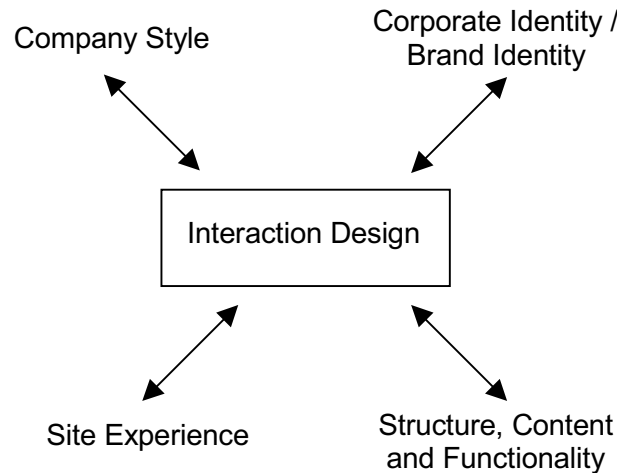 Company Style
Corporate Identity /
Brand Identity
Interaction Design
Site Experience
Structure, Content
and Functionality